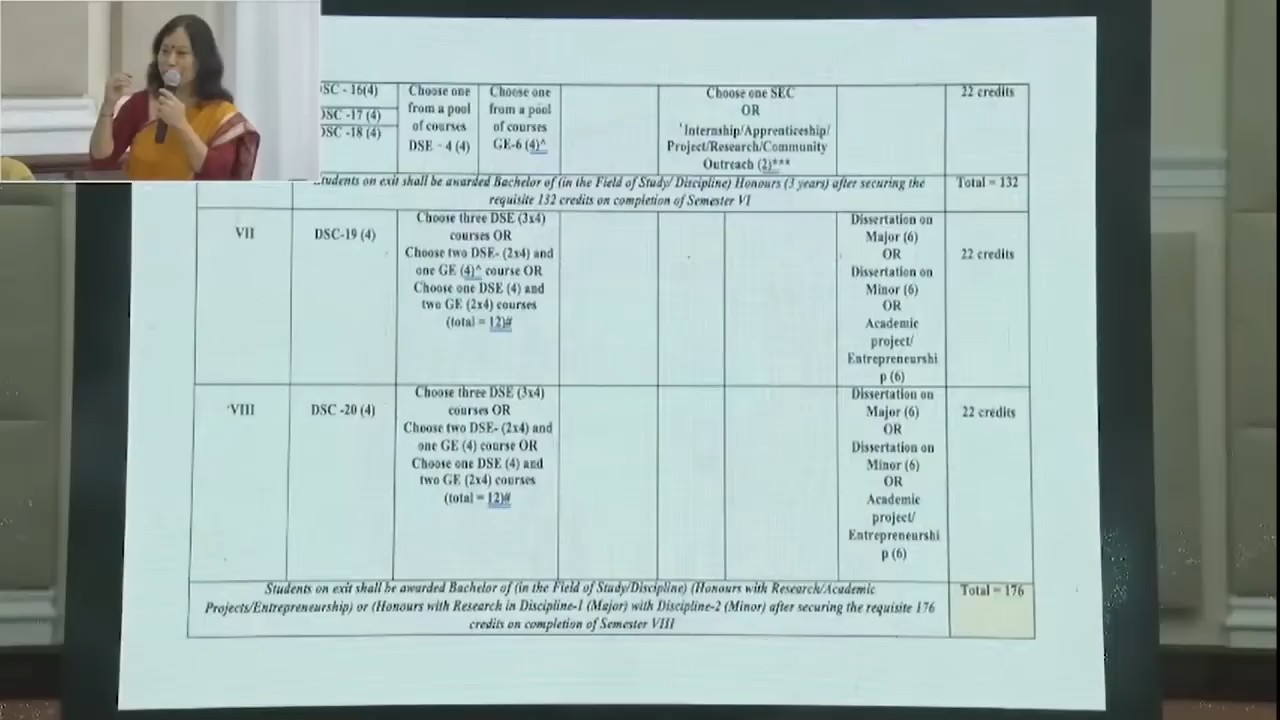 SC - 16(4)
DSC -17 (4)
DSC -18 (4)
Choose one
from a pool
of courses
DSE - 4 (4)
Choose one
from a pool
of courses
GE-6 (4)^
Choose one SEC
OR
'Internship/Apprenticeship/
Project/Research/Community
Outreach (2)***
22 credits
tudents on exit shall be awarded Bachelor of (in the Field of Study/ Discipline) Honours (3 years) after securing the
requisite 132 credits on completion of Semester VI
Total = 132
VII
DSC-19 (4)
Choose three DSE (3x4)
courses OR
Choose two DSE- (2x4) and
one GE (4)^ course OR
Choose one DSE (4) and
two GE (2x4) courses
(total = 12)#
Dissertation on
Major (6)
OR
Dissertation on
Minor (6)
OR
Academic
project/
Entrepreneurshi
p (6)
22 credits
VIII
DSC -20 (4)
Choose three DSE (3x4)
courses OR
Choose two DSE- (2x4) and
one GE (4) course OR
Choose one DSE (4) and
two GE (2x4) courses
(total = 12)#
Dissertation on
Major (6)
OR
Dissertation on
Minor (6)
OR
Academic
project/
Entrepreneurshi
p (6)
22 credits
Students on exit shall be awarded Bachelor of (in the Field of Study/Discipline) (Honours with Research/Academic
Projects/Entrepreneurship) or (Honours with Research in Discipline-1 (Major) with Discipline-2 (Minor) after securing the requisite 176
credits on completion of Semester VIII
Total = 176